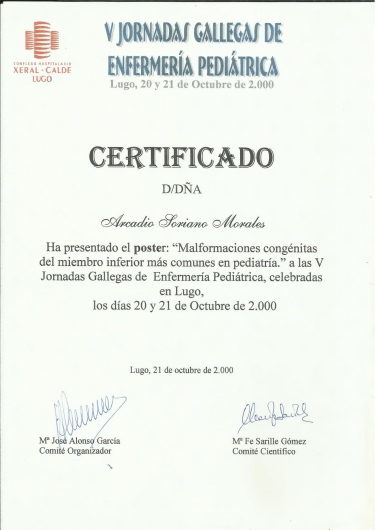 V JORNADAS GALLEGAS DE
ENFERMERÍA PEDIÁTRICA
Lugo, 20 y 21 de Octubre de 2.000
COMPLEXO HOSPITALARIO
XERAL - CALDE
LUGO
CERTIFICADO
D/DÑA
Arcadio Soriano Morales
Ha presentado el poster: “Malformaciones congénitas
del miembro inferior más comunes en pediatría.” a las V
Jornadas Gallegas de Enfermería Pediátrica, celebradas
en Lugo,
los días 20 y 21 de Octubre de 2.000
Lugo, 21 de octubre de 2.000
Mª José Alonso García
Comité Organizador
Mª Fe Sarille Gómez
Comité Científico